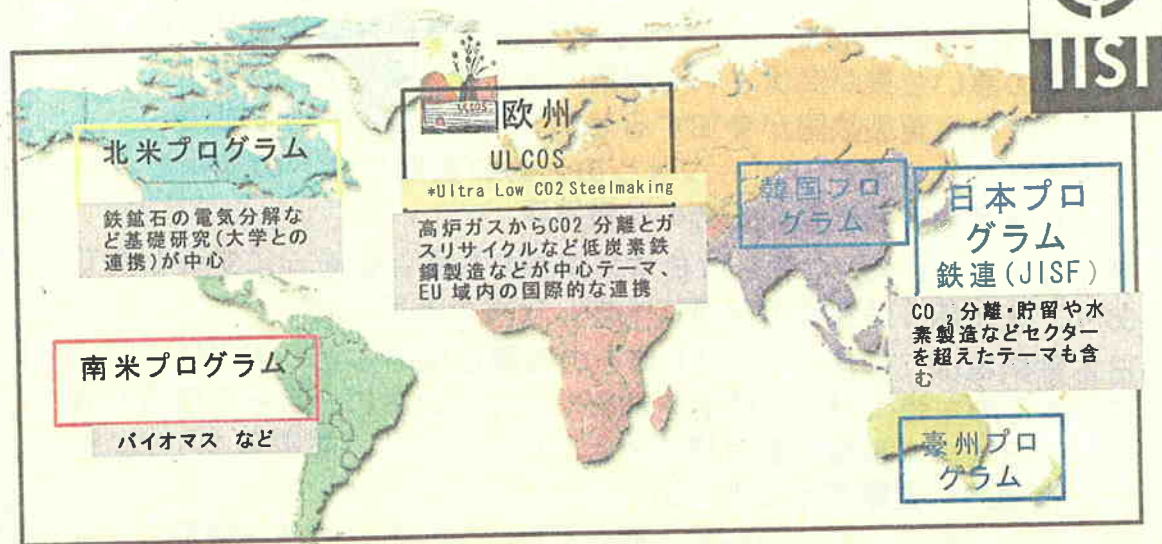 IISI
ULCOS
欧州
ULCOS
*Ultra Low CO2 Steelmaking
高炉ガスからCO2 分離とガ
スリサイクルなど低炭素鉄
鋼製造などが中心テーマ、
EU 域内の国際的な連携
北米プログラム
鉄鉱石の電気分解な
ど基礎研究(大学との
連携)が中心
韓国プロ
グラム
日本プロ
グラム
鉄連(JISF)
CO2分離・貯留や水
素製造などセクター
を超えたテーマも含
む
南米プログラム
バイオマス など
豪州プロ
グラム